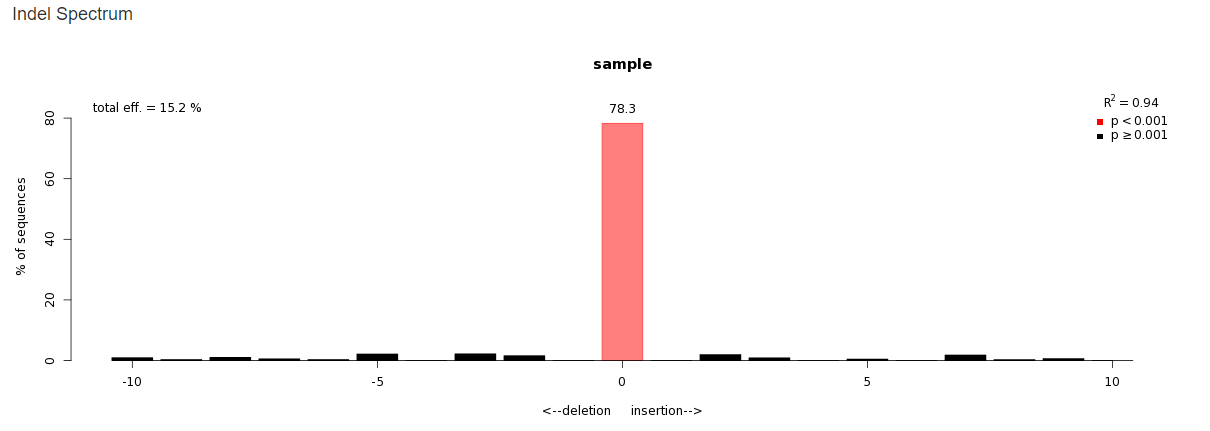 Indel Spectrum
sample
total eff. = 15.2 %
R² = 0.94
p < 0.001
p ≥ 0.001
78.3
% of sequences
80
60
40
20
0
-10 -5 0 5 10
<--deletion insertion-->